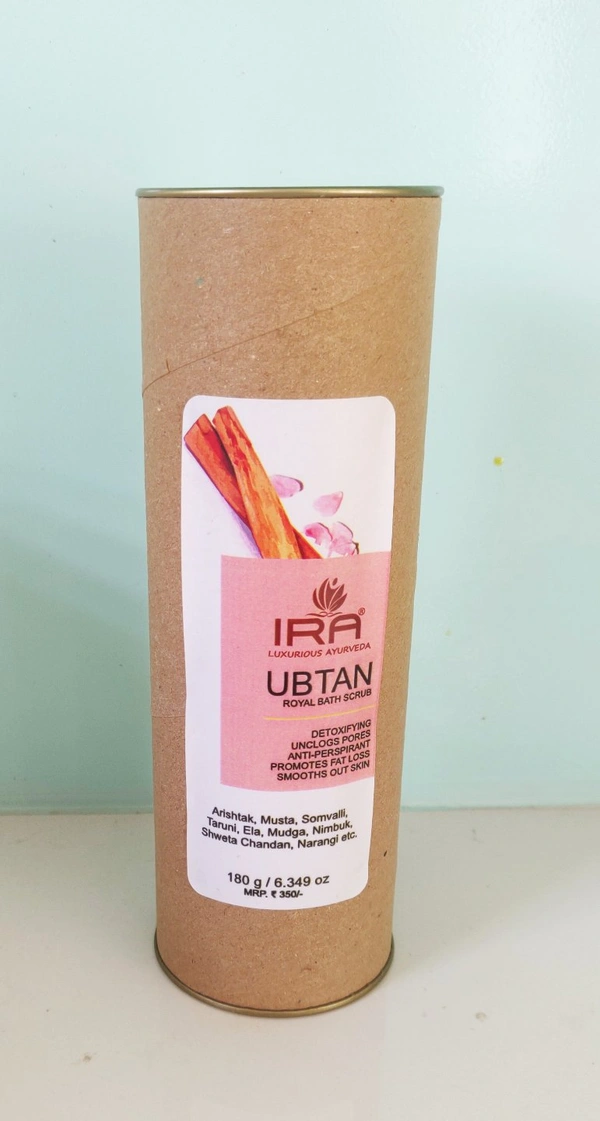 IRA®
LUXURIOUS AYURVEDA
UBTAN
ROYAL BATH SCRUB
DETOXIFYING
UNCLOGS PORES
ANTI-PERSPIRANT
PROMOTES FAT LOSS
SMOOTHS OUT SKIN
Arishtak, Musta, Somvalli,
Taruni, Ela, Mudga, Nimbuk,
Shweta Chandan, Narangi etc.
180 g / 6.349 oz
MRP. ₹ 350/-